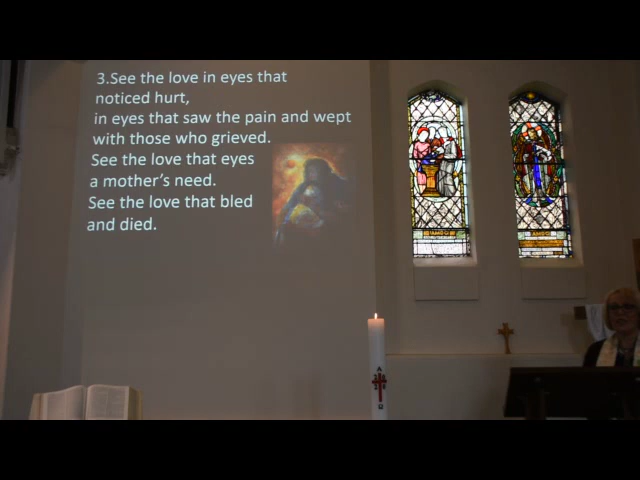 3.See the love in eyes that
noticed hurt,
in eyes that saw the pain and wept
with those who grieved.
See the love that eyes
a mother's need.
See the love that bled
and died.